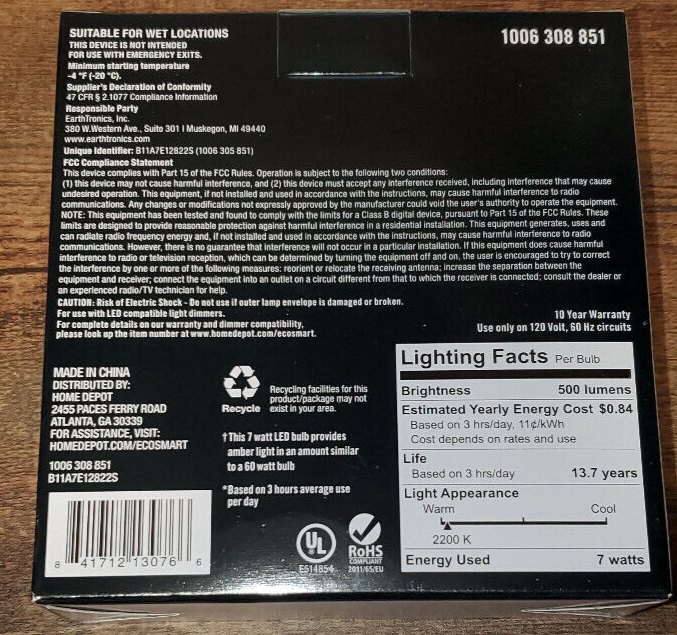 SUITABLE FOR WET LOCATIONS
THIS DEVICE IS NOT INTENDED
FOR USE WITH EMERGENCY EXITS.
Minimum starting temperature
-4 °F (-20 °C).
Supplier's Declaration of Conformity
47 CFR § 2.1077 Compliance Information
Responsible Party
EarthTronics, Inc.
380 W.Western Ave., Suite 301 I Muskegon, MI 49440
www.earthtronics.com
Unique Identifier: B11A7E12822S (1006 305 851)
1006 308 851
FCC Compliance Statement
This device complies with Part 15 of the FCC Rules. Operation is subject to the following two conditions:
(1) this device may not cause harmful interference, and (2) this device must accept any interference received, including interference that may cause
undesired operation. This equipment, if not installed and used in accordance with the instructions, may cause harmful interference to radio
communications. Any changes or modifications not expressly approved by the manufacturer could void the user's authority to operate the equipment.
NOTE: This equipment has been tested and found to comply with the limits for a Class B digital device, pursuant to Part 15 of the FCC Rules. These
limits are designed to provide reasonable protection against harmful interference in a residential installation. This equipment generates, uses and
can radiate radio frequency energy and, if not installed and used in accordance with the instructions, may cause harmful interference to radio
communications. However, there is no guarantee that interference will not occur in a particular installation. If this equipment does cause harmful
interference to radio or television reception, which can be determined by turning the equipment off and on, the user is encouraged to try to correct
the interference by one or more of the following measures: reorient or relocate the receiving antenna; increase the separation between the
equipment and receiver; connect the equipment into an outlet on a circuit different from that to which the receiver is connected; consult the dealer or
an experienced radio/TV technician for help.
CAUTION: Risk of Electric Shock - Do not use if outer lamp envelope is damaged or broken.
For use with LED compatible light dimmers.
For complete details on our warranty and dimmer compatibility,
please look up the item number at www.homedepot.com/ecosmart.
10 Year Warranty
Use only on 120 Volt, 60 Hz circuits
MADE IN CHINA
DISTRIBUTED BY:
HOME DEPOT
2455 PACES FERRY ROAD
ATLANTA, GA 30339
FOR ASSISTANCE, VISIT:
HOMEDEPOT.COM/ECOSMART
1006 308 851
B11A7E12822S
8 41712 13076 6
Recycle
Recycling facilities for this
product/package may not
exist in your area.
†This 7 watt LED bulb provides
amber light in an amount similar
to a 60 watt bulb
*Based on 3 hours average use
per day
UL
E514854
RoHS
COMPLIANT
2011/65/EU
Lighting Facts Per Bulb
Brightness 500 lumens
Estimated Yearly Energy Cost $0.84
Based on 3 hrs/day, 11¢/kWh
Cost depends on rates and use
Life
Based on 3 hrs/day 13.7 years
Light Appearance
Warm Cool
2200 K
Energy Used 7 watts